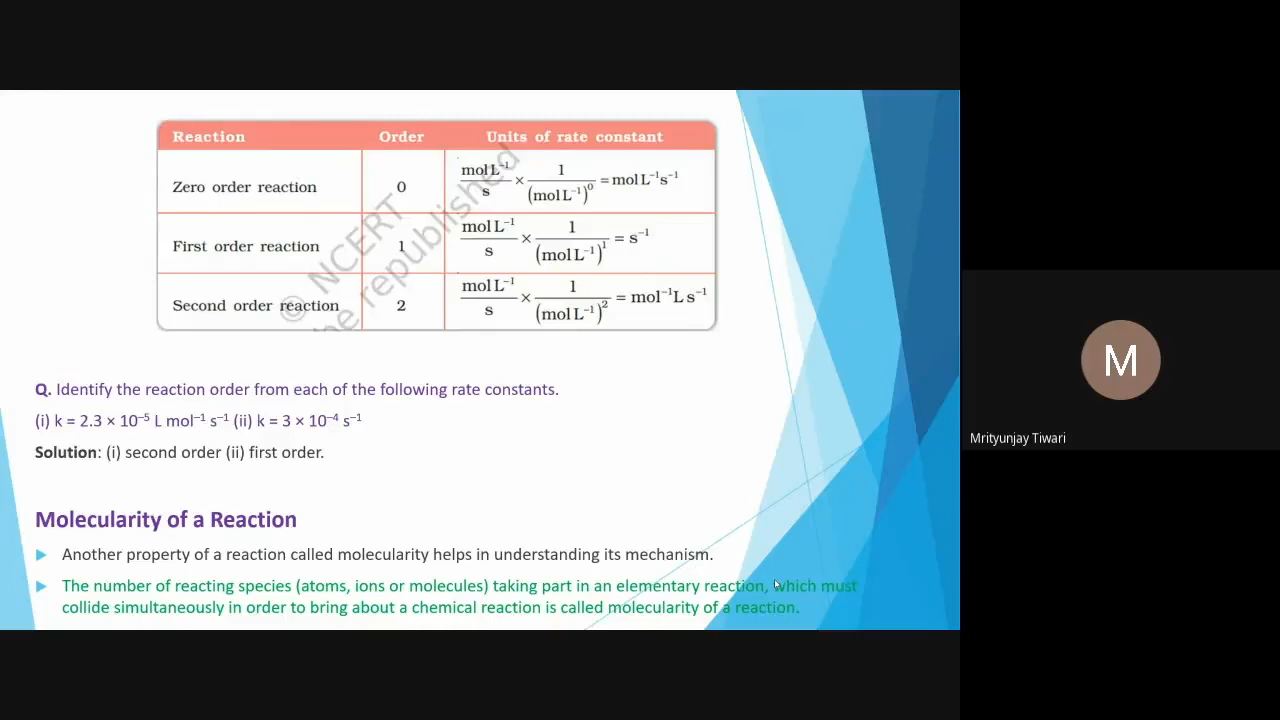 Reaction Order Units of rate constant
Zero order reaction 0 mol L⁻¹/s × 1/(mol L⁻¹)⁰ = mol L⁻¹s⁻¹
First order reaction 1 mol L⁻¹/s × 1/(mol L⁻¹)¹ = s⁻¹
Second order reaction 2 mol L⁻¹/s × 1/(mol L⁻¹)² = mol⁻¹L s⁻¹
© NCERT
be republished
Q. Identify the reaction order from each of the following rate constants.
(i) k = 2.3 × 10⁻⁵ L mol⁻¹ s⁻¹ (ii) k = 3 × 10⁻⁴ s⁻¹
Solution: (i) second order (ii) first order.
Molecularity of a Reaction
Another property of a reaction called molecularity helps in understanding its mechanism.
The number of reacting species (atoms, ions or molecules) taking part in an elementary reaction, which must
collide simultaneously in order to bring about a chemical reaction is called molecularity of a reaction.
M
Mrityunjay Tiwari